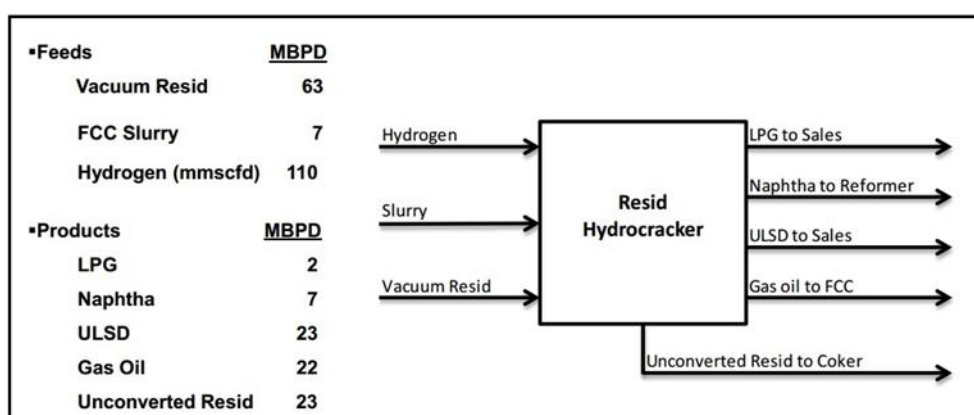 ▪Feeds MBPD
Vacuum Resid 63
FCC Slurry 7
Hydrogen (mmscfd) 110
▪Products MBPD
LPG 2
Naphtha 7
ULSD 23
Gas Oil 22
Unconverted Resid 23
Hydrogen
Slurry
Vacuum Resid
Resid
Hydrocracker
LPG to Sales
Naphtha to Reformer
ULSD to Sales
Gas oil to FCC
Unconverted Resid to Coker